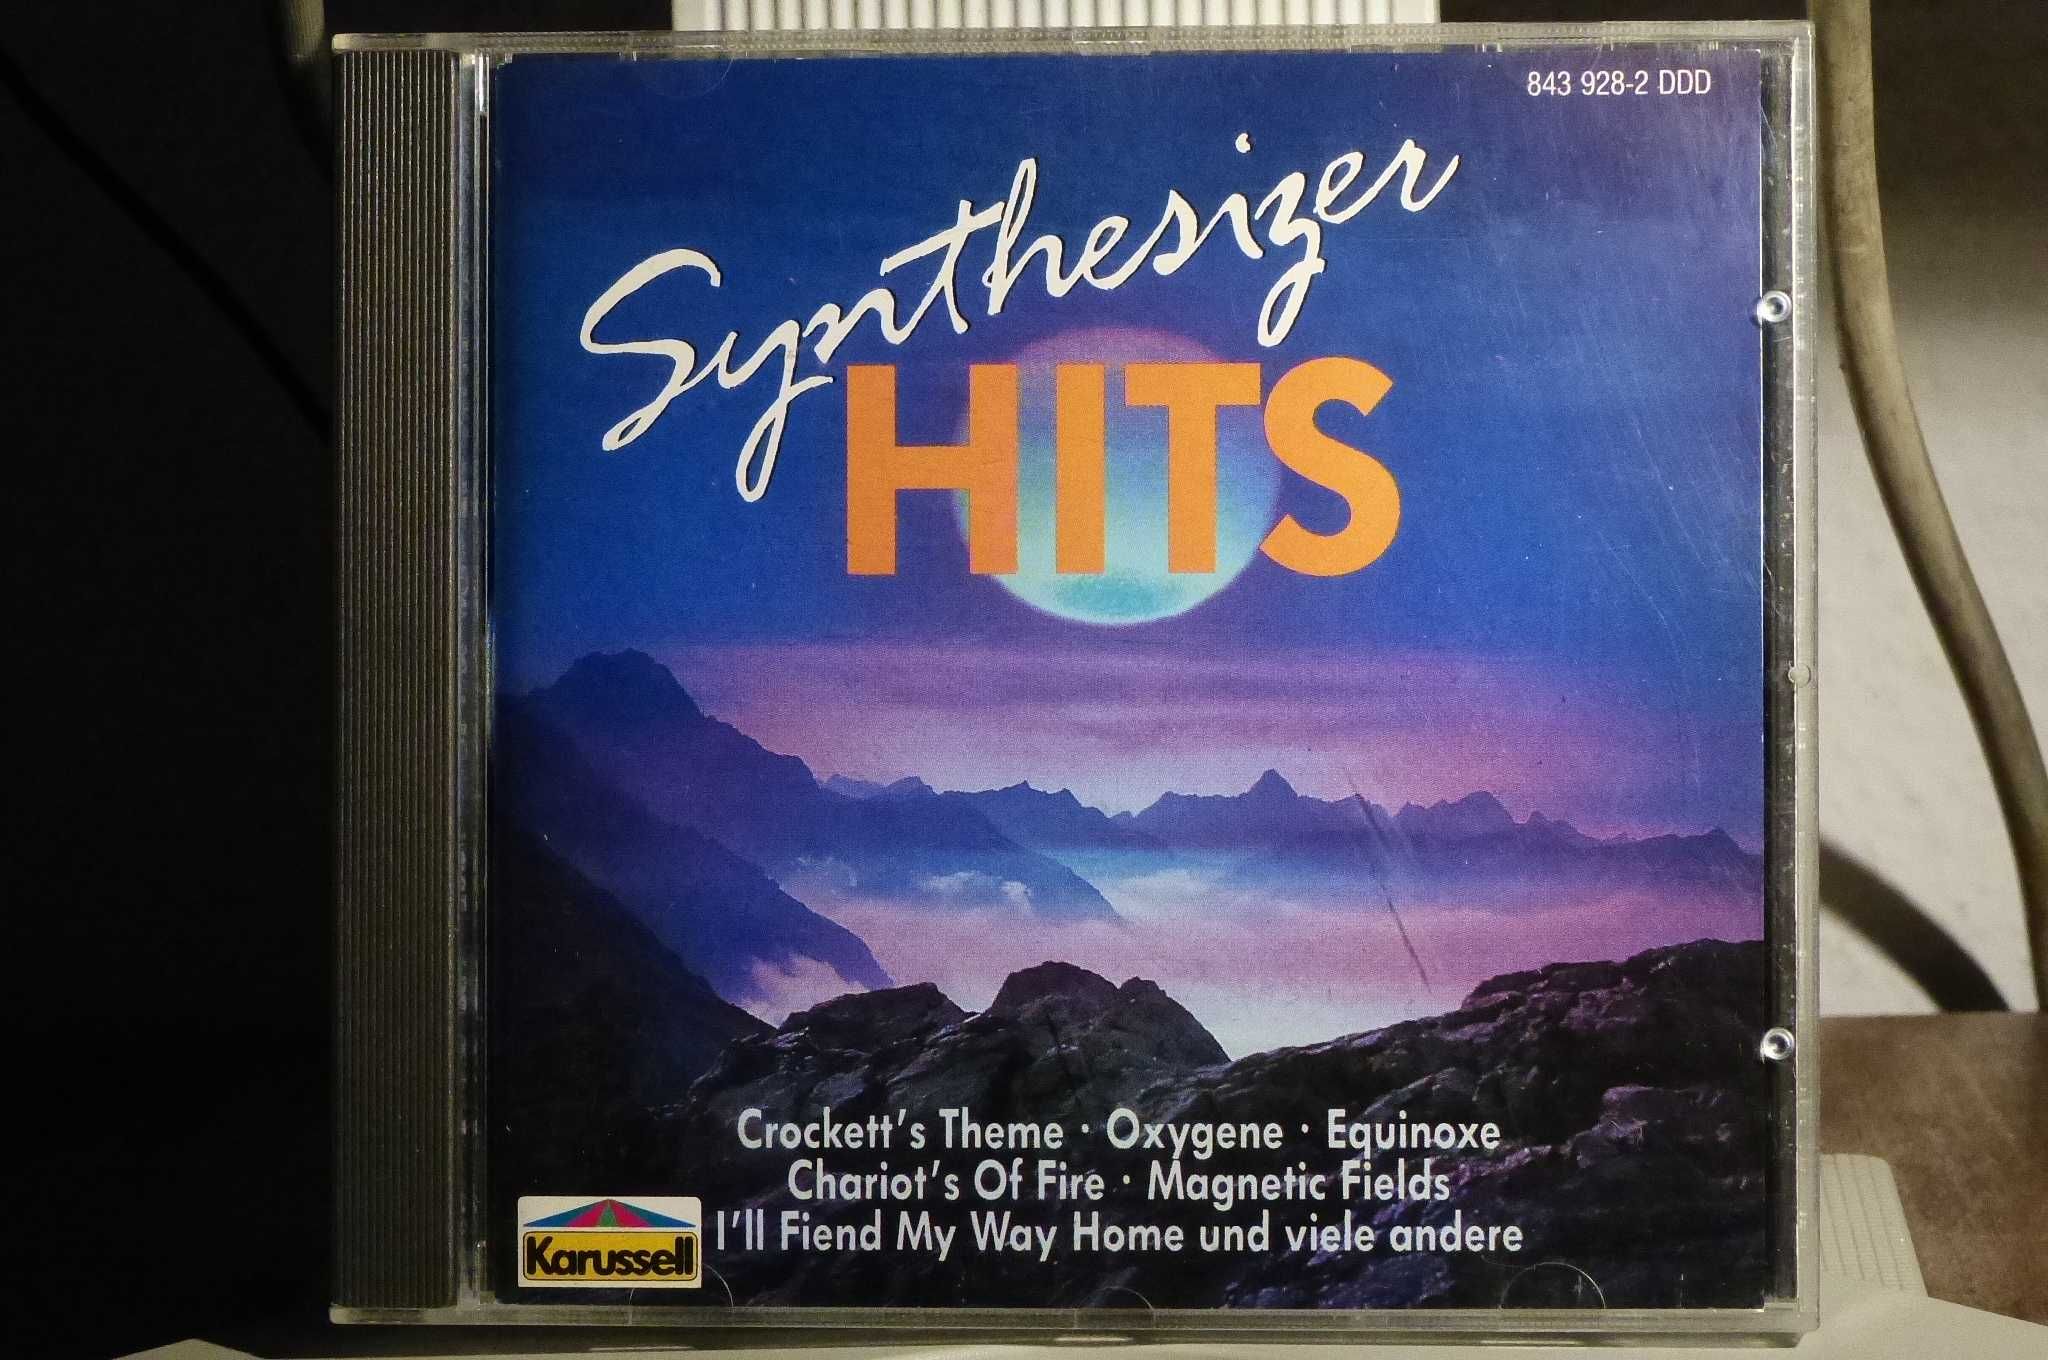 843 928-2 DDD
Synthesizer
HITS
Crockett's Theme · Oxygene · Equinoxe
Chariot's Of Fire · Magnetic Fields
I'll Fiend My Way Home und viele andere
Karussell